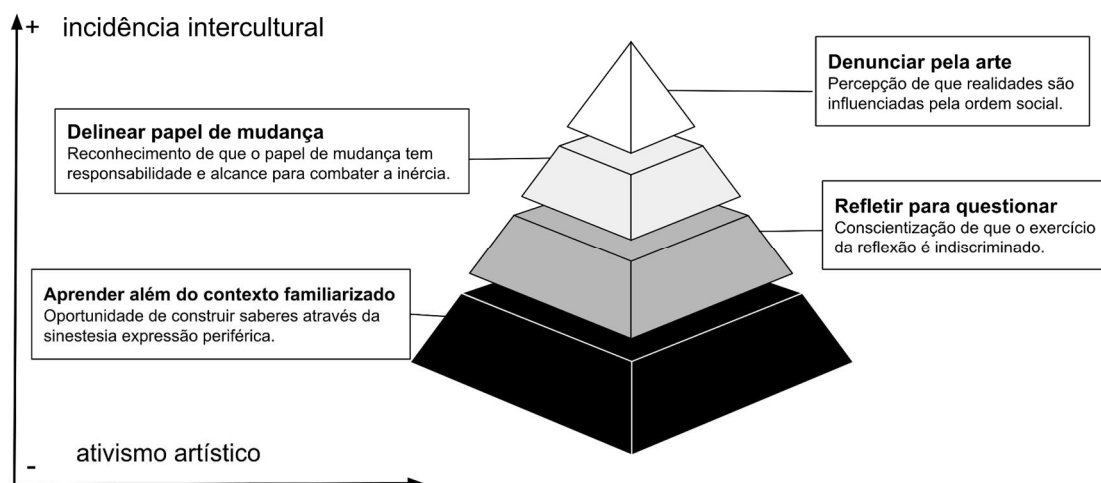 + incidência intercultural
Denunciar pela arte
Percepção de que realidades são
influenciadas pela ordem social.
Delinear papel de mudança
Reconhecimento de que o papel de mudança tem
responsabilidade e alcance para combater a inércia.
Refletir para questionar
Conscientização de que o exercício
da reflexão é indiscriminado.
Aprender além do contexto familiarizado
Oportunidade de construir saberes através da
sinestesia expressão periférica.
ativismo artístico
-